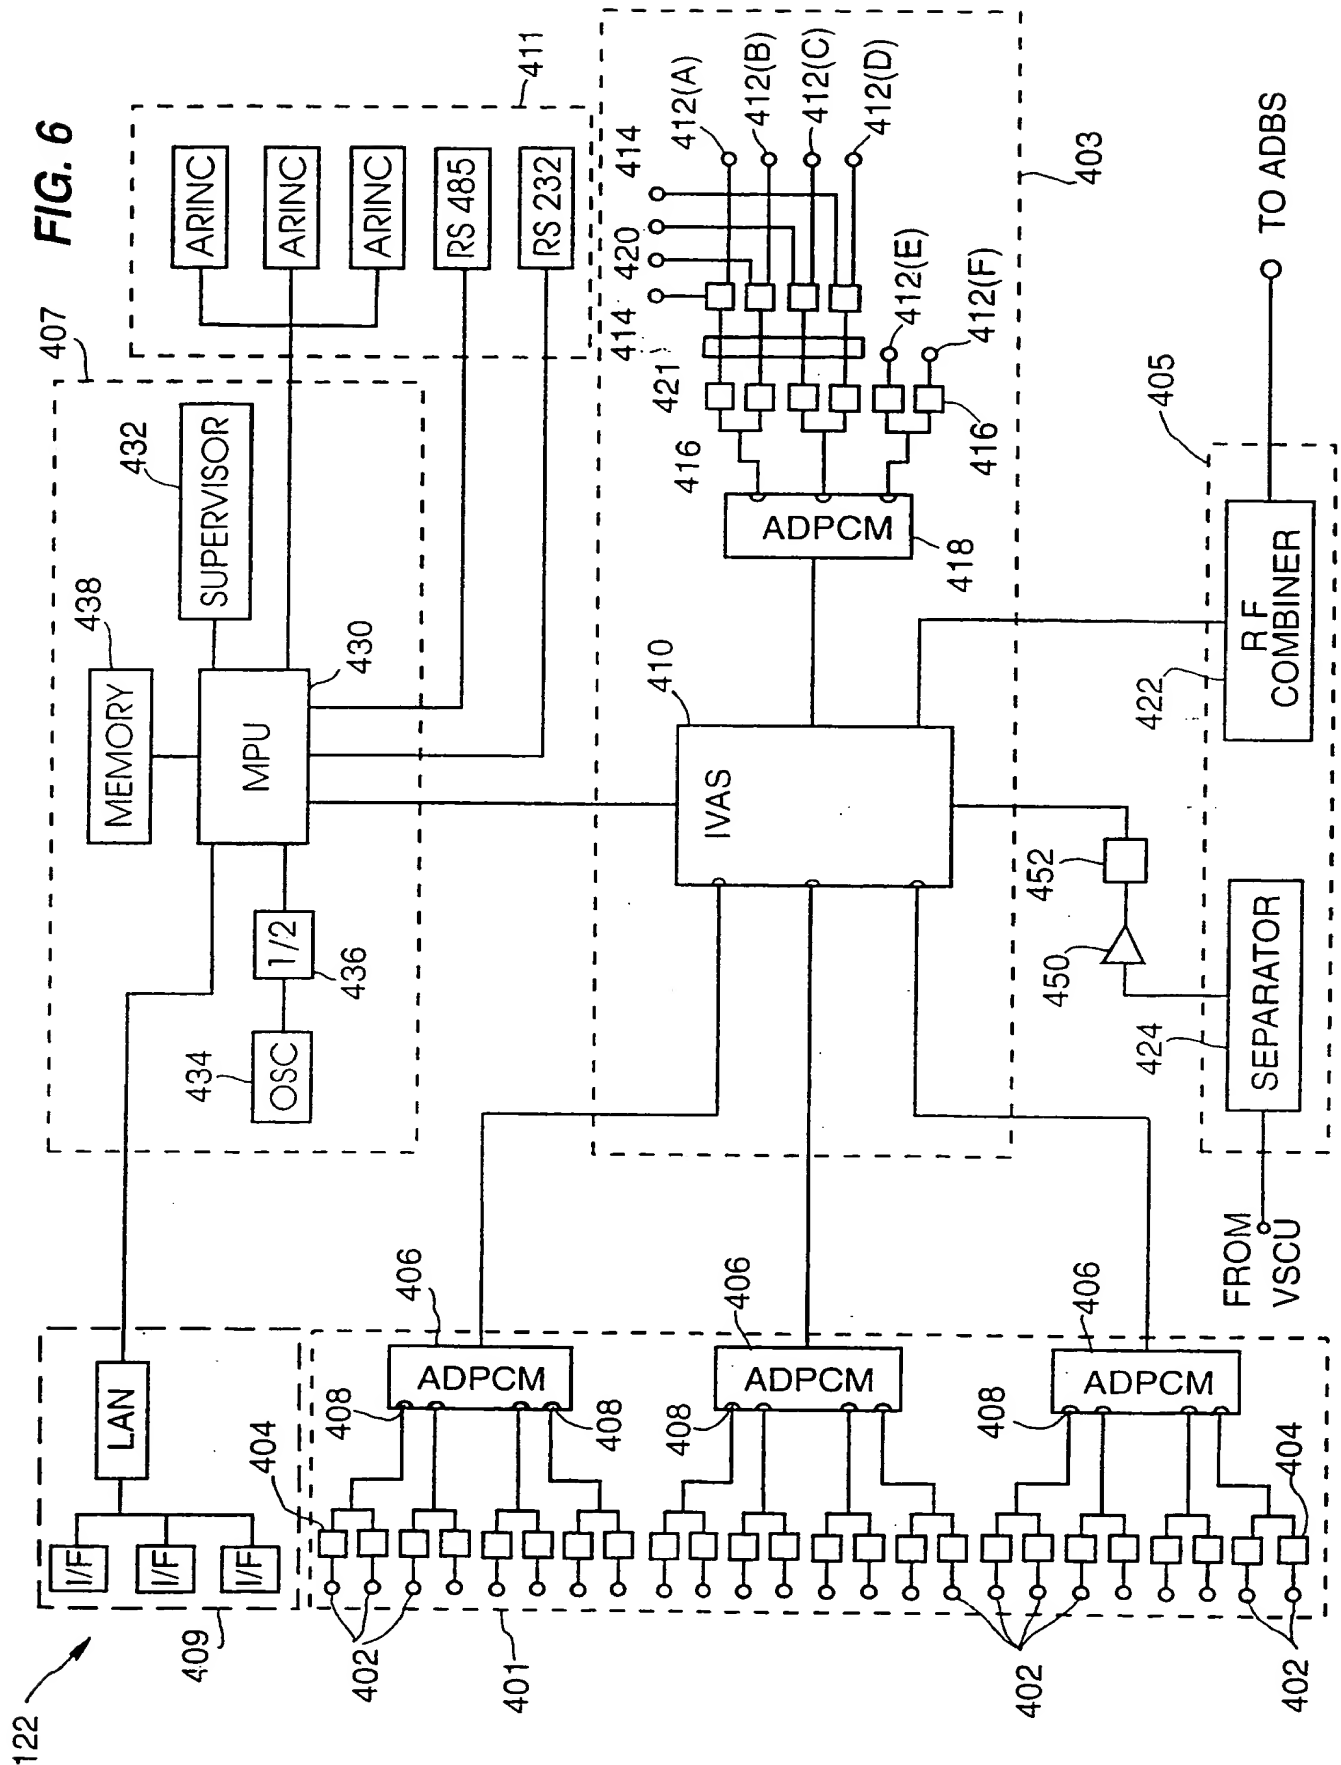 FIG. 6
122
409
I/F
I/F
I/F
LAN
407
434
OSC
436
1/2
438
MEMORY
432
SUPERVISOR
MPU
430
411
ARINC
ARINC
ARINC
RS 485
RS 232
401
402
402
402
404
404
408
408
408
408
406
ADPCM
406
ADPCM
406
ADPCM
410
IVAS
403
ADPCM
418
416
416
421
414
420
414
412(A)
412(B)
412(C)
412(D)
412(E)
412(F)
450
452
405
424
SEPARATOR
422
RF
COMBINER
FROM
VSCU
TO ADBS